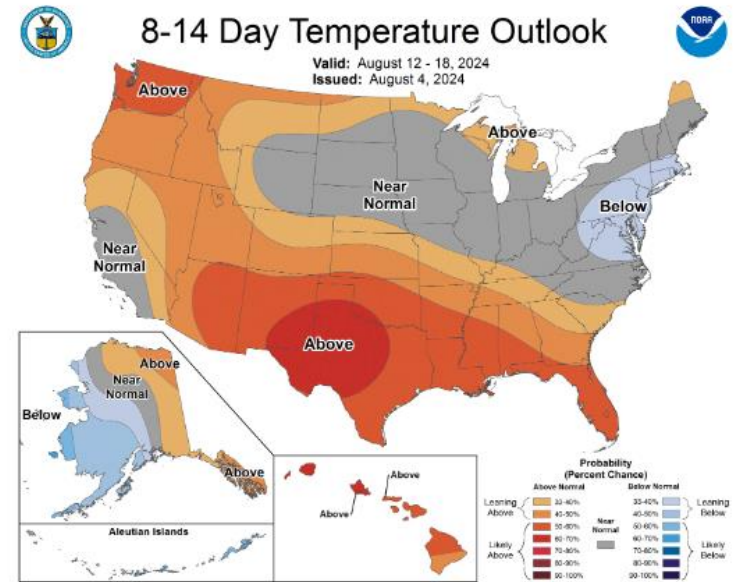 8-14 Day Temperature Outlook
Valid: August 12 - 18, 2024
Issued: August 4, 2024
NOAA
Above
Above
Near
Normal
Below
Near
Normal
Above
Above
Near
Normal
Below
Above
Aleutian Islands
Above
Above
Probability
(Percent Chance)
Above Normal
Below Normal
Leaning
Above
33-40%
40-50%
Likely
Above
50-60%
60-70%
70-80%
80-90%
90-100%
Near
Normal
33-40%
40-50%
Leaning
Below
50-60%
60-70%
70-80%
80-90%
90-100%
Likely
Below